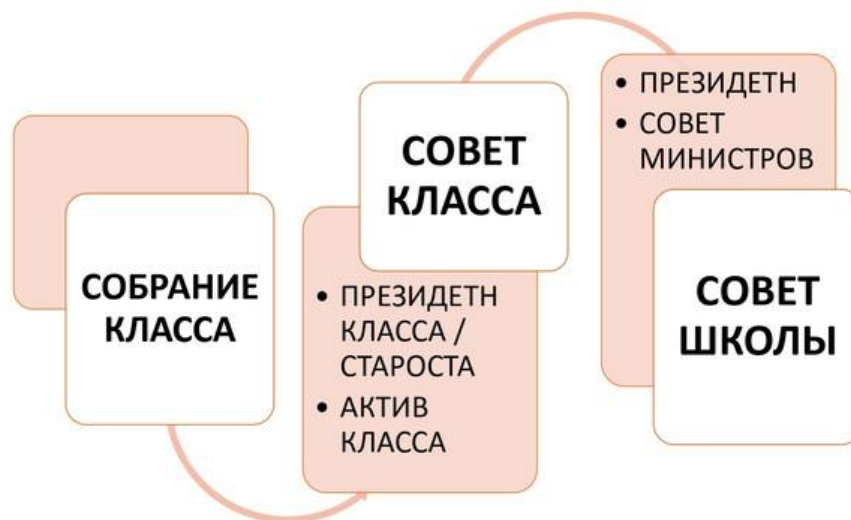 СОБРАНИЕ
КЛАССА
СОВЕТ
КЛАССА
• ПРЕЗИДЕТН
КЛАССА /
СТАРОСТА
• АКТИВ
КЛАССА
• ПРЕЗИДЕТН
• СОВЕТ
МИНИСТРОВ
СОВЕТ
ШКОЛЫ